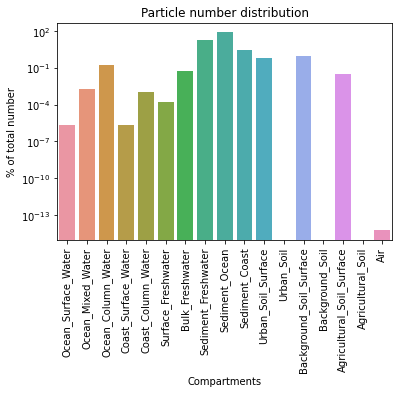 Particle number distribution
% of total number
10²
10⁻¹
10⁻⁴
10⁻⁷
10⁻¹⁰
10⁻¹³
Ocean_Surface_Water
Ocean_Mixed_Water
Ocean_Column_Water
Coast_Surface_Water
Coast_Column_Water
Surface_Freshwater
Bulk_Freshwater
Sediment_Freshwater
Sediment_Ocean
Sediment_Coast
Urban_Soil_Surface
Urban_Soil
Background_Soil_Surface
Background_Soil
Agricultural_Soil_Surface
Agricultural_Soil
Air
Compartments